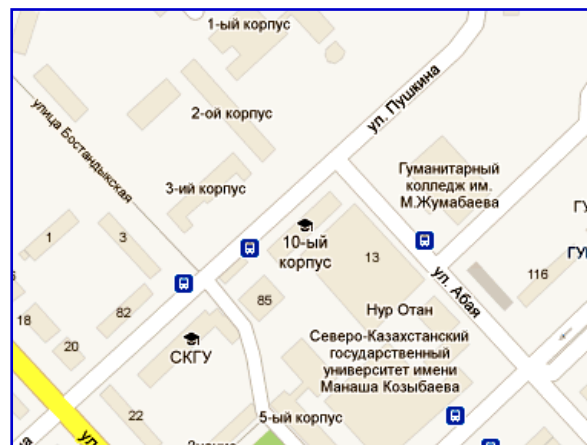 1-ый корпус
ул. Пушкина
2-ой корпус
улица Бостандыкская
Гуманитарный
колледж им.
М.Жумабаева
3-ий корпус
1
3
10-ый
корпус
13
ул. Абая
116
85
Нур Отан
18
82
20
СКГУ
Северо-Казахстанский
государственный
университет имени
Манаша Козыбаева
22
5-ый корпус
ул.